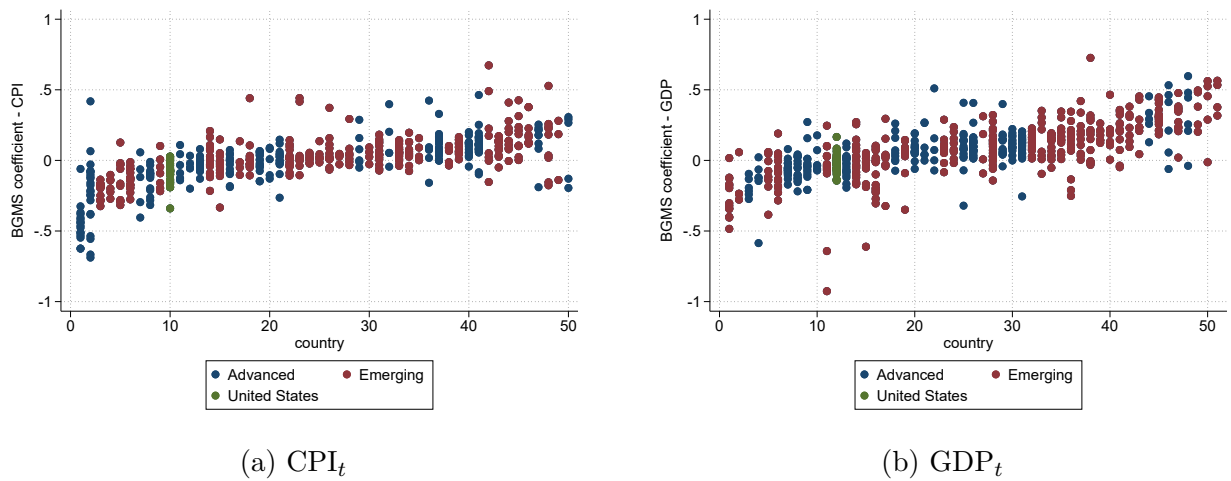 1
.5
0
-.5
-1
BGMS coefficient - CPI
0 10 20 30 40 50
country
Advanced Emerging
United States
(a) CPIₜ
1
.5
0
-.5
-1
BGMS coefficient - GDP
0 10 20 30 40 50
country
Advanced Emerging
United States
(b) GDPₜ